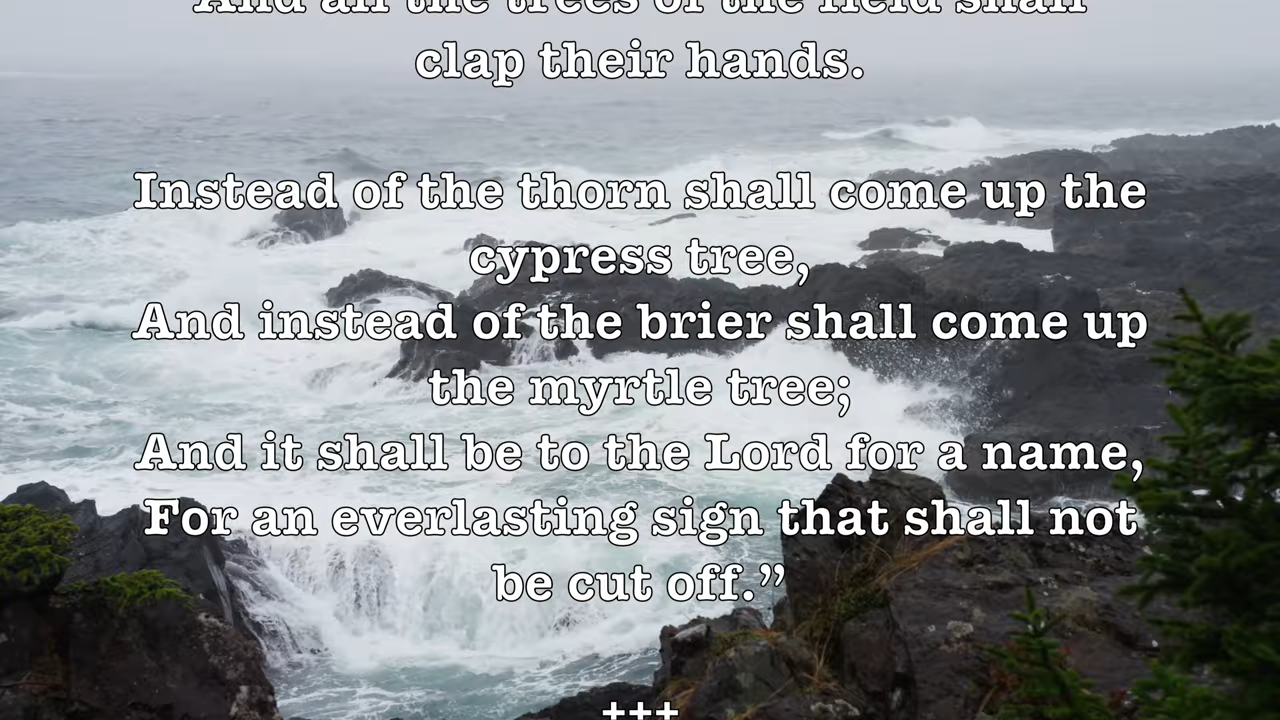 And all the trees of the field shall
clap their hands.
Instead of the thorn shall come up the
cypress tree,
And instead of the brier shall come up
the myrtle tree;
And it shall be to the Lord for a name,
For an everlasting sign that shall not
be cut off.”
+++